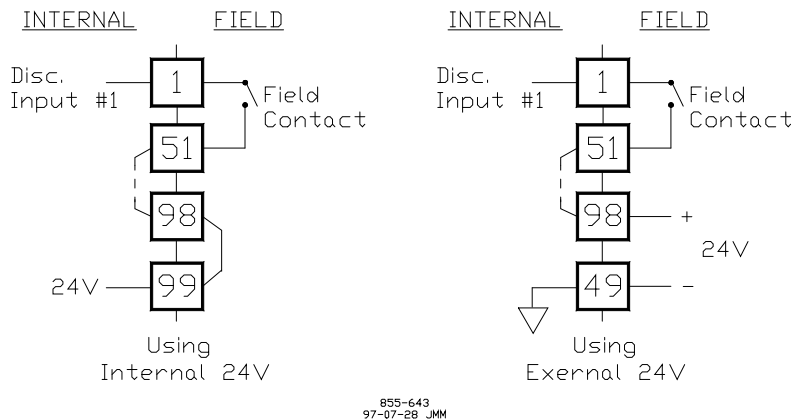 INTERNAL FIELD
Disc.
Input #1
1
Field
Contact
51
98
24V
99
Using
Internal 24V
INTERNAL FIELD
Disc.
Input #1
1
Field
Contact
51
98
+
24V
49
-
Using
Exernal 24V
855-643
97-07-28 JMM